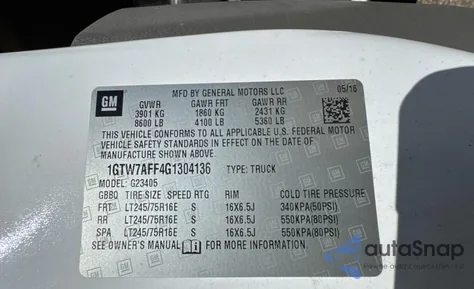 GM
MFD BY GENERAL MOTORS LLC
05/16
GVWR GAWR FRT GAWR RR
3901 KG 1860 KG 2431 KG
8600 LB 4100 LB 5360 LB
THIS VEHICLE CONFORMS TO ALL APPLICABLE U.S. FEDERAL MOTOR
VEHICLE SAFETY STANDARDS IN EFFECT ON THE DATE OF
MANUFACTURE SHOWN ABOVE.
1GTW7AFF4G1304136 TYPE: TRUCK
MODEL: G23405
GBBQ TIRE SIZE SPEED RTG RIM COLD TIRE PRESSURE
FRT LT245/75R16E S 16X6.5J 340KPA(50PSI)
RR LT245/75R16E S 16X6.5J 550KPA(80PSI)
SPA LT245/75R16E S 16X6.5J 550KPA(80PSI)
SEE OWNER'S MANUAL i FOR MORE INFORMATION.
autoSnap